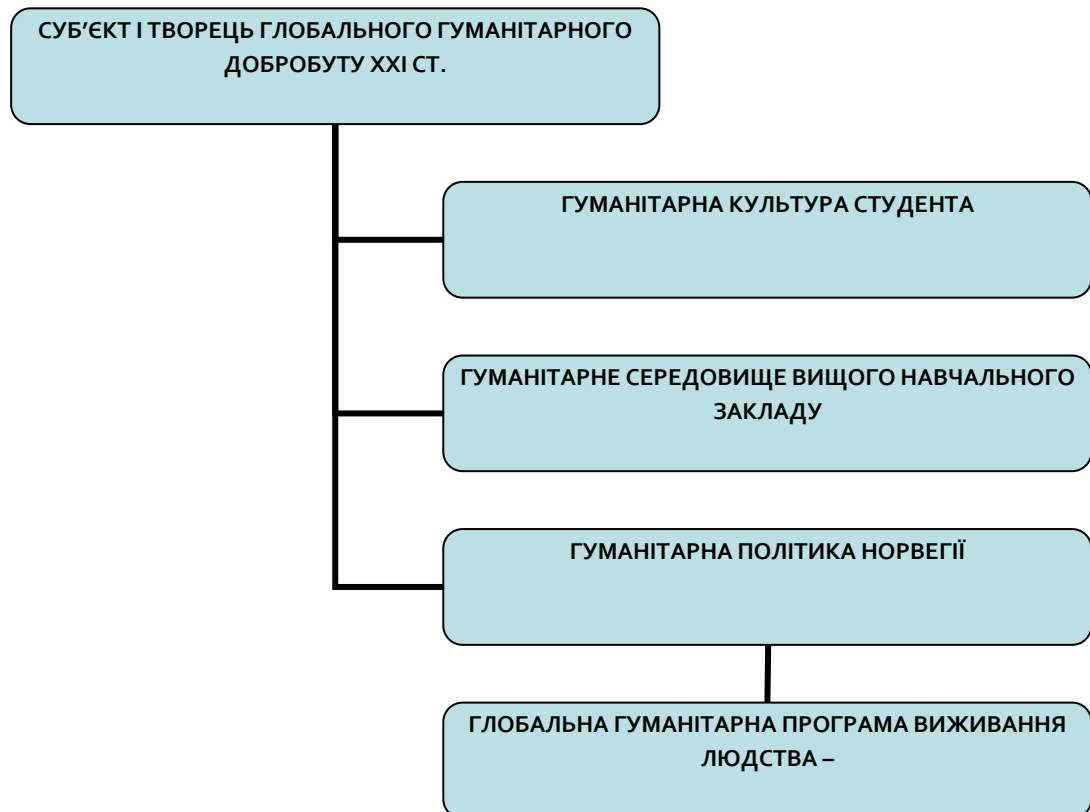 СУБ’ЄКТ І ТВОРЕЦЬ ГЛОБАЛЬНОГО ГУМАНІТАРНОГО
ДОБРОБУТУ ХХІ СТ.
ГУМАНІТАРНА КУЛЬТУРА СТУДЕНТА
ГУМАНІТАРНЕ СЕРЕДОВИЩЕ ВИЩОГО НАВЧАЛЬНОГО
ЗАКЛАДУ
ГУМАНІТАРНА ПОЛІТИКА НОРВЕГІЇ
ГЛОБАЛЬНА ГУМАНІТАРНА ПРОГРАМА ВИЖИВАННЯ
ЛЮДСТВА –